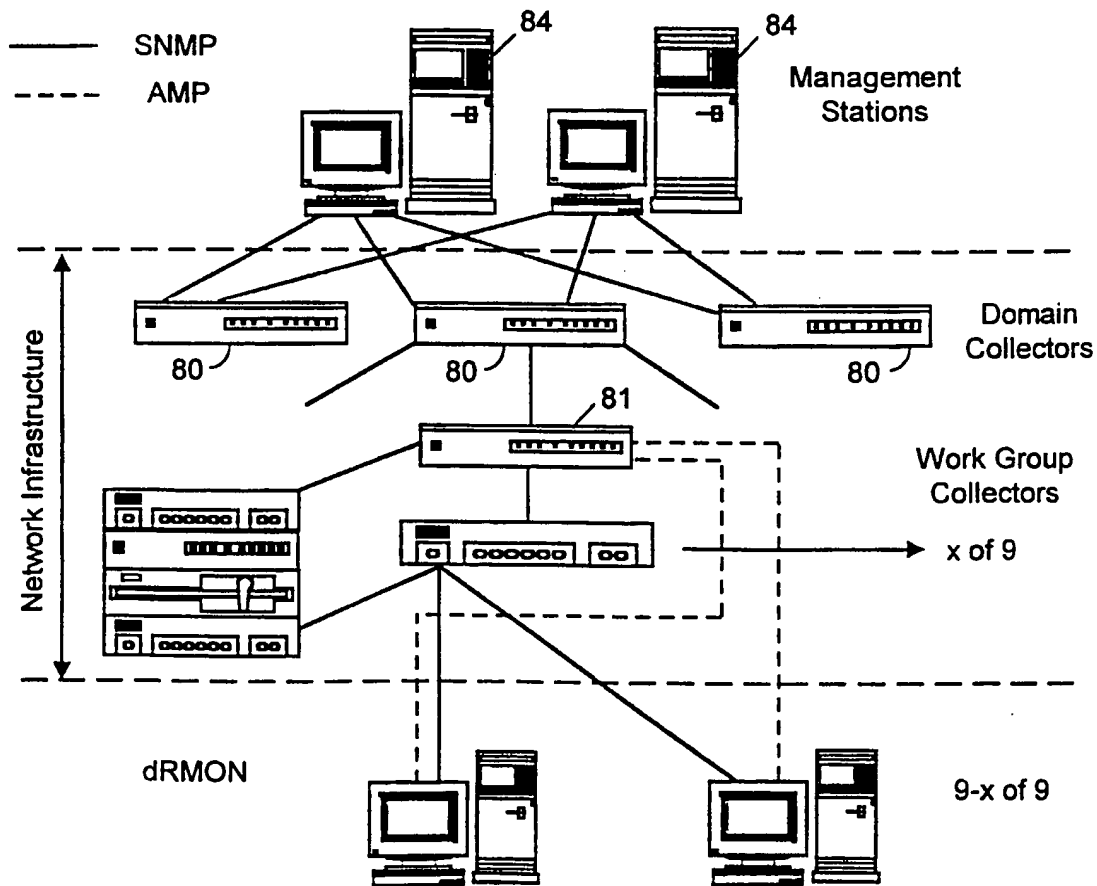 SNMP
AMP
84
84
Management
Stations
Network Infrastructure
80
80
80
Domain
Collectors
81
Work Group
Collectors
x of 9
dRMON
9-x of 9